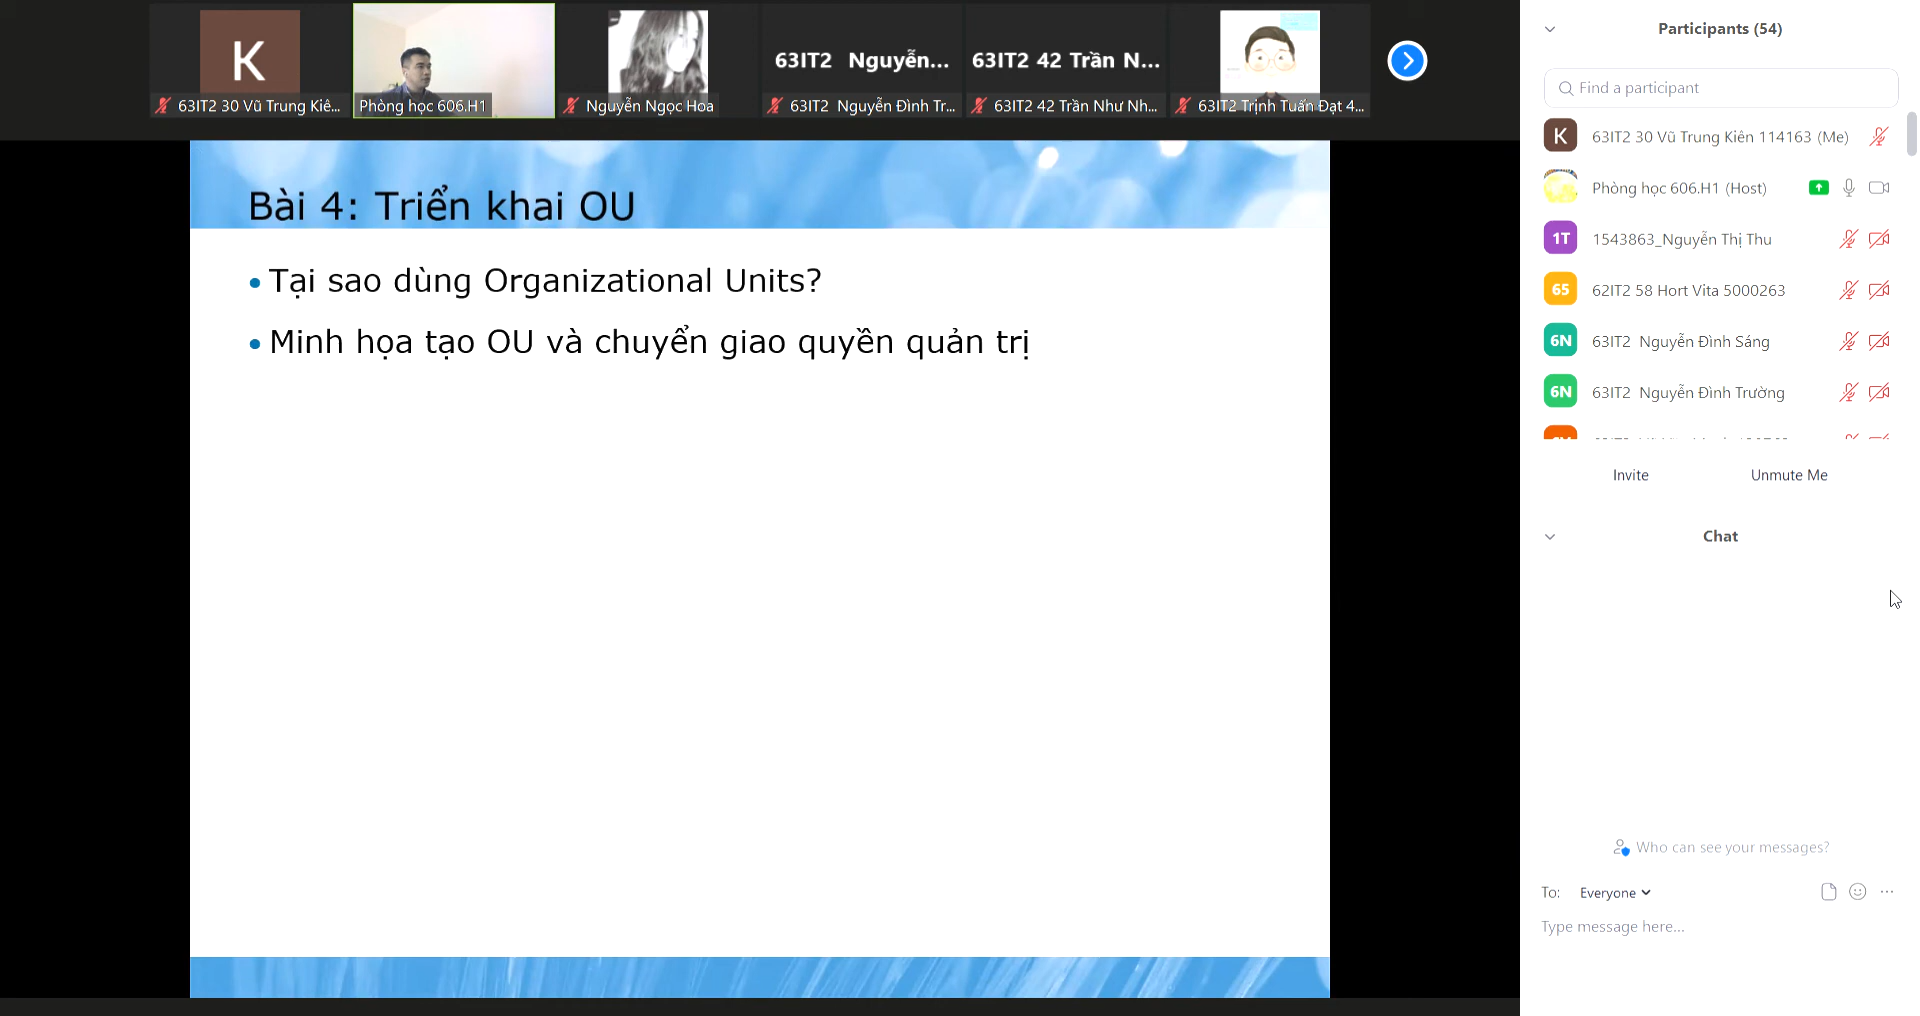 K
63IT2 30 Vũ Trung Kiê...
Phòng học 606.H1
Nguyễn Ngọc Hoa
63IT2 Nguyễn...
63IT2 Nguyễn Đình Tr...
63IT2 42 Trần N...
63IT2 42 Trần Như Nh...
63IT2 Trịnh Tuấn Đạt 4...
Bài 4: Triển khai OU
• Tại sao dùng Organizational Units?
• Minh họa tạo OU và chuyển giao quyền quản trị
Participants (54)
Find a participant
K 63IT2 30 Vũ Trung Kiên 114163 (Me)
Phòng học 606.H1 (Host)
1T 1543863_Nguyễn Thị Thu
65 62IT2 58 Hort Vita 5000263
6N 63IT2 Nguyễn Đình Sáng
6N 63IT2 Nguyễn Đình Trường
Invite
Unmute Me
Chat
Who can see your messages?
To: Everyone
Type message here...